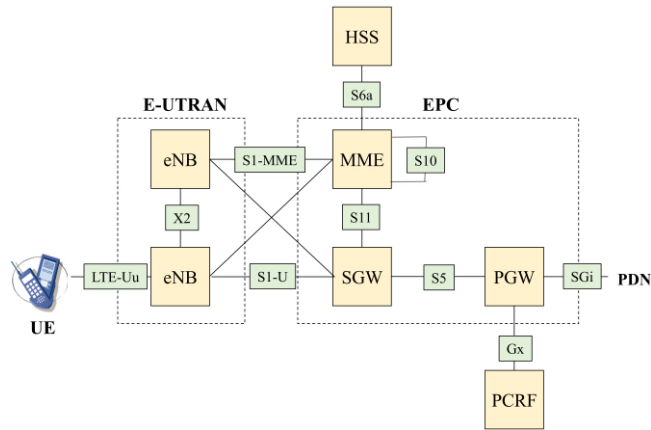 HSS
S6a
E-UTRAN
EPC
eNB
S1-MME
MME
S10
X2
S11
LTE-Uu
eNB
S1-U
SGW
S5
PGW
SGi
PDN
UE
Gx
PCRF